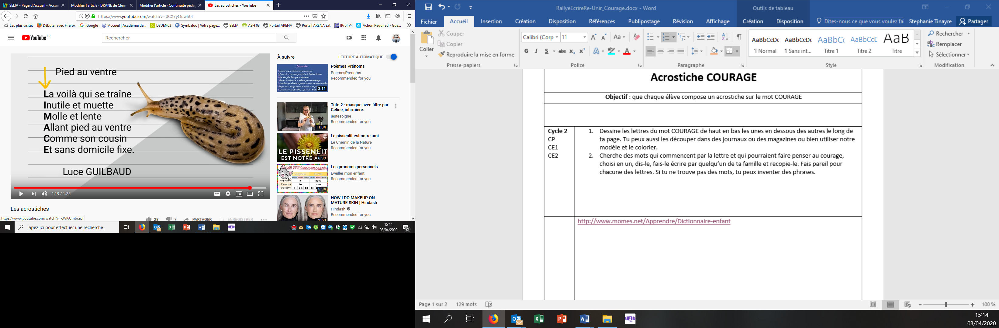 SELIA - Page d'Accueil - Accue
Modifier l'article ‹ DRANE de Clerm
Modifier l'article ‹ Continuité péda
Les acrostiches - YouTube
https://www.youtube.com/watch?v=0CX7yQuwh0I
Les plus visités
Débuter avec Firefox
iGoogle
Accueil | Académie de...
DSDEN03
Symbaloo | Votre page...
SELIA
ASH 03
Portail ARENA
Portail ARENA Ext
IProf V4
Action Required - Gue...
YouTube FR
Rechercher
Pied au ventre
La voilà qui se traîne
Inutile et muette
Molle et lente
Allant pied au ventre
Comme son cousin
Et sans domicile fixe.
Luce GUILBAUD
1:19 / 1:25
Les acrostiches
https://www.youtube.com/watch?v=cWl6Umbce6I
28
7
PARTAGER
ENREGISTRER
À suivre
LECTURE AUTOMATIQUE
Coralie
3:11
Poèmes Prénoms
PoemesPrenoms
Recommended for you
11:04
Tuto 2 : masque avec filtre par
Céline, infirmière.
jeutesoigne
Recommended for you
LE PISSENLIT
EST NOTRE A
6:39
Le pissenlit est notre ami
Le Chemin de la Nature
Recommended for you
Les pronoms personnels
je
nous
tu
vous
il elle on ils
5:34
Les pronoms personnels
Eveiller mon enfant
Recommended for you
12:59
HOW I DO MAKEUP ON
MATURE SKIN | Hindash
Hindash
Recommended for you
Tapez ici pour effectuer une recherche
15:14
03/04/2020
21
RallyeEcrireRe-Unir_Courage.docx - Word
Outils de tableau
Fichier
Accueil
Insertion
Création
Disposition
Références
Publipostage
Révision
Affichage
Création
Disposition
Dites-nous ce que vous voulez fai
Stephanie Tinayre
Partager
Coller
Couper
Copier
Reproduire la mise en forme
Presse-papiers
Calibri (Corp
11
G I S abc x₂ x²
Police
Paragraphe
AaBbCcDc
¶ Normal
AaBbCcDc
¶ Sans int...
AaBbC(
Titre 1
AaBbCcE
Titre 2
AaB
Titre
Style
Rechercher
Remplacer
Sélectionner
Modification
Acrostiche COURAGE
Objectif : que chaque élève compose un acrostiche sur le mot COURAGE
Cycle 2
CP
CE1
CE2
1. Dessine les lettres du mot COURAGE de haut en bas les unes en dessous des autres le long de
ta page. Tu peux aussi les découper dans des journaux ou des magazines ou bien utiliser notre
modèle et le colorier.
2. Cherche des mots qui commencent par la lettre et qui pourraient faire penser au courage,
choisi en un, dis-le, fais-le écrire par quelqu'un de ta famille et recopie-le. Fais pareil pour
chacune des lettres. Si tu ne trouve pas des mots, tu peux inventer des phrases.
http://www.momes.net/Apprendre/Dictionnaire-enfant
Page 1 sur 2
129 mots
100 %
15:14
03/04/2020